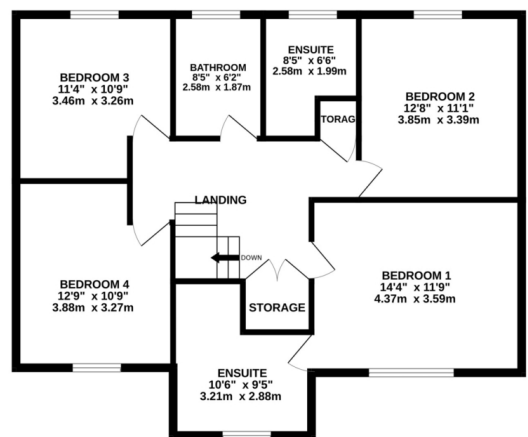 BEDROOM 3
11'4" x 10'9"
3.46m x 3.26m
BATHROOM
8'5" x 6'2"
2.58m x 1.87m
ENSUITE
8'5" x 6'6"
2.58m x 1.99m
TORAG
BEDROOM 2
12'8" x 11'1"
3.85m x 3.39m
LANDING
DOWN
BEDROOM 4
12'9" x 10'9"
3.88m x 3.27m
STORAGE
BEDROOM 1
14'4" x 11'9"
4.37m x 3.59m
ENSUITE
10'6" x 9'5"
3.21m x 2.88m